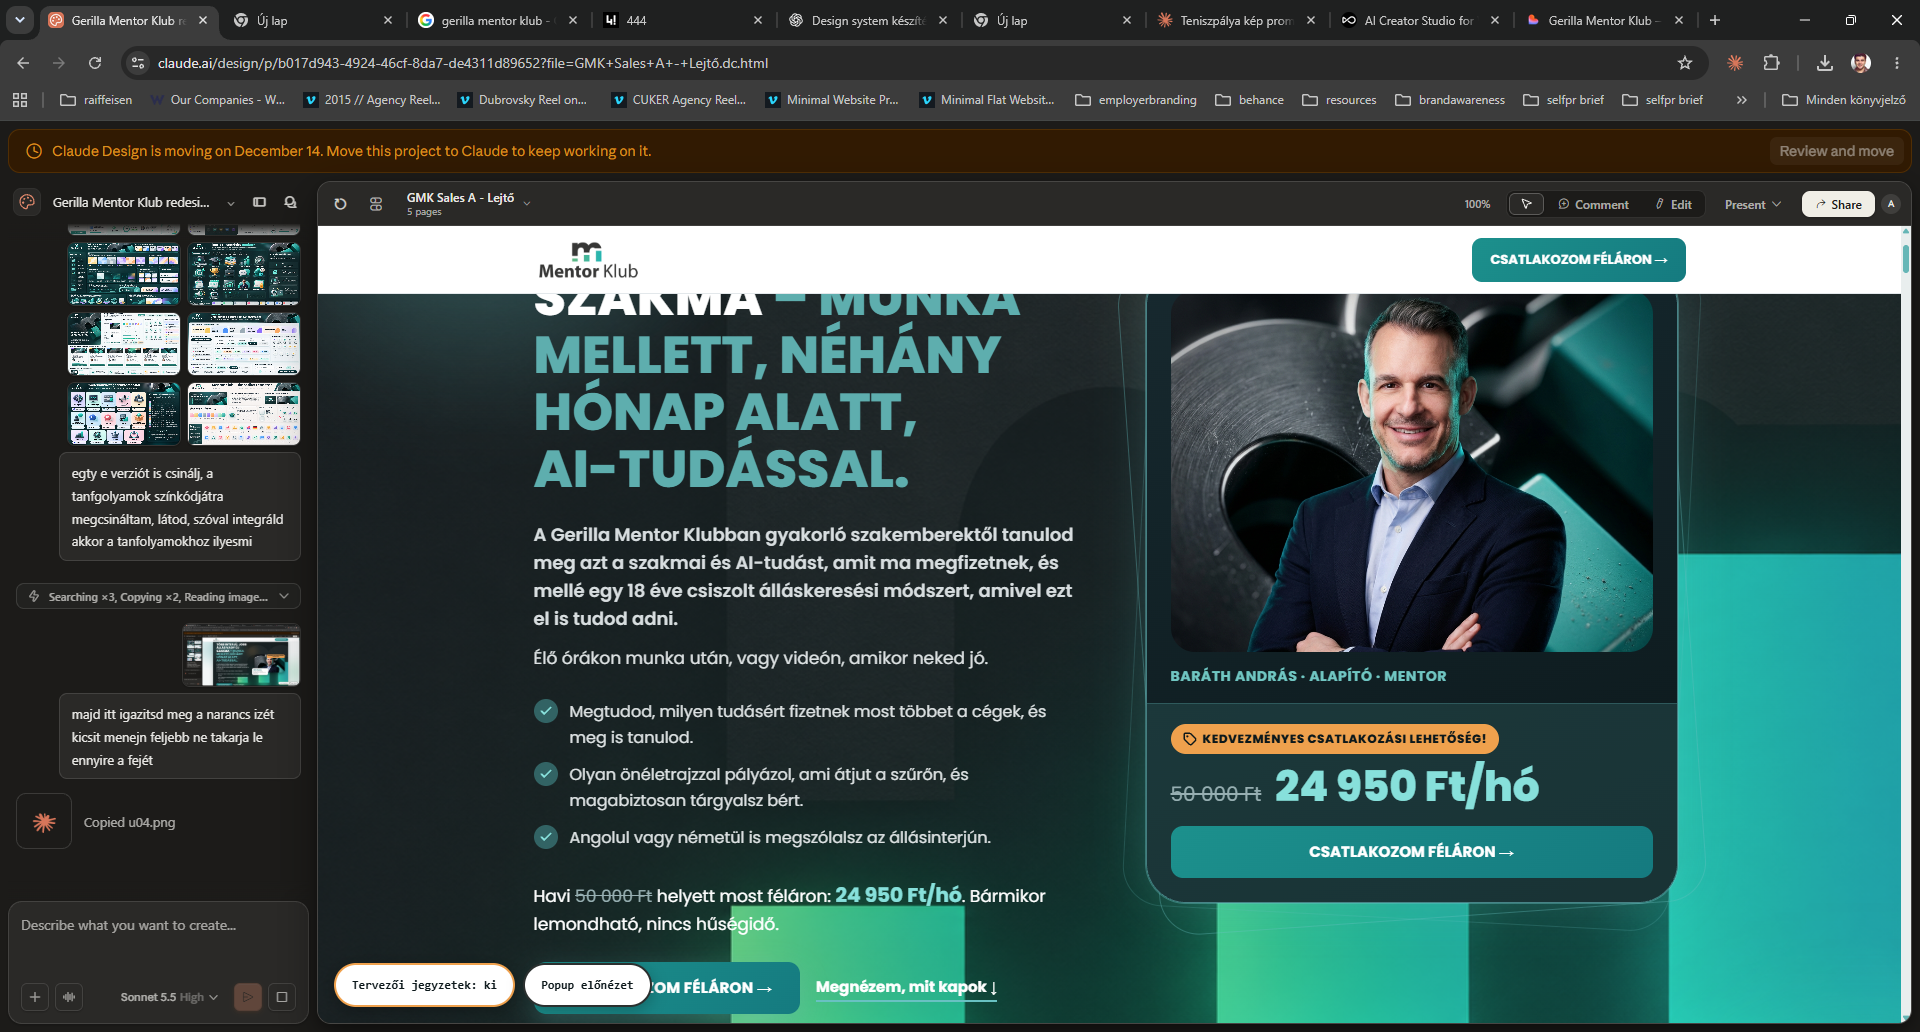 Gerilla Mentor Klub re
Új lap
gerilla mentor klub -
444
Design system készít
Új lap
Teniszpálya kép pron
AI Creator Studio for
Gerilla Mentor Klub –
claude.ai/design/p/b017d943-4924-46cf-8da7-de4311d89652?file=GMK+Sales+A+-+Lejtő.dc.html
raiffeisen
Our Companies - W...
2015 // Agency Reel...
Dubrovsky Reel on...
CUKER Agency Reel...
Minimal Website Pr...
Minimal Flat Websit...
employerbranding
behance
resources
brandawareness
selfpr brief
selfpr brief
Minden könyvjelző
Claude Design is moving on December 14. Move this project to Claude to keep working on it.
Review and move
Gerilla Mentor Klub redesi...
GMK Sales A - Lejtő
5 pages
100%
Comment
Edit
Present
Share
A
egty e verziót is csinálj, a
tanfgolyamok színkódjátra
megcsináltam, látod, szóval integráld
akkor a tanfolyamokhoz ilyesmi
Searching ×3, Copying ×2, Reading image...
majd itt igazitsd meg a narancs izét
kicsit menejn feljebb ne takarja le
ennyire a fejét
Copied u04.png
Describe what you want to create...
Sonnet 5.5 High
Mentor Klub
CSATLAKOZOM FÉLÁRON →
SZAKMA – MUNKA
MELLETT, NÉHÁNY
HÓNAP ALATT,
AI-TUDÁSSAL.
A Gerilla Mentor Klubban gyakorló szakemberektől tanulod
meg azt a szakmai és AI-tudást, amit ma megfizetnek, és
mellé egy 18 éve csiszolt álláskeresési módszert, amivel ezt
el is tudod adni.
Élő órákon munka után, vagy videón, amikor neked jó.
Megtudod, milyen tudásért fizetnek most többet a cégek, és
meg is tanulod.
Olyan önéletrajzzal pályázol, ami átjut a szűrőn, és
magabiztosan tárgyalsz bért.
Angolul vagy németül is megszólalsz az állásinterjún.
Havi 50 000 Ft helyett most féláron: 24 950 Ft/hó. Bármikor
lemondható, nincs hűségidő.
Tervezői jegyzetek: ki
Popup előnézet
ZOM FÉLÁRON →
Megnézem, mit kapok ↓
BARÁTH ANDRÁS · ALAPÍTÓ · MENTOR
KEDVEZMÉNYES CSATLAKOZÁSI LEHETŐSÉG!
50 000 Ft 24 950 Ft/hó
CSATLAKOZOM FÉLÁRON →